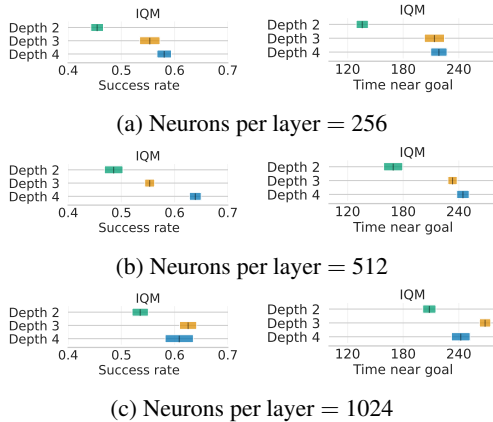 IQM IQM
Depth 2 Depth 2
Depth 3 Depth 3
Depth 4 Depth 4
0.4 0.5 0.6 0.7 120 180 240
Success rate Time near goal
(a) Neurons per layer = 256
IQM IQM
Depth 2 Depth 2
Depth 3 Depth 3
Depth 4 Depth 4
0.4 0.5 0.6 0.7 120 180 240
Success rate Time near goal
(b) Neurons per layer = 512
IQM IQM
Depth 2 Depth 2
Depth 3 Depth 3
Depth 4 Depth 4
0.4 0.5 0.6 0.7 120 180 240
Success rate Time near goal
(c) Neurons per layer = 1024